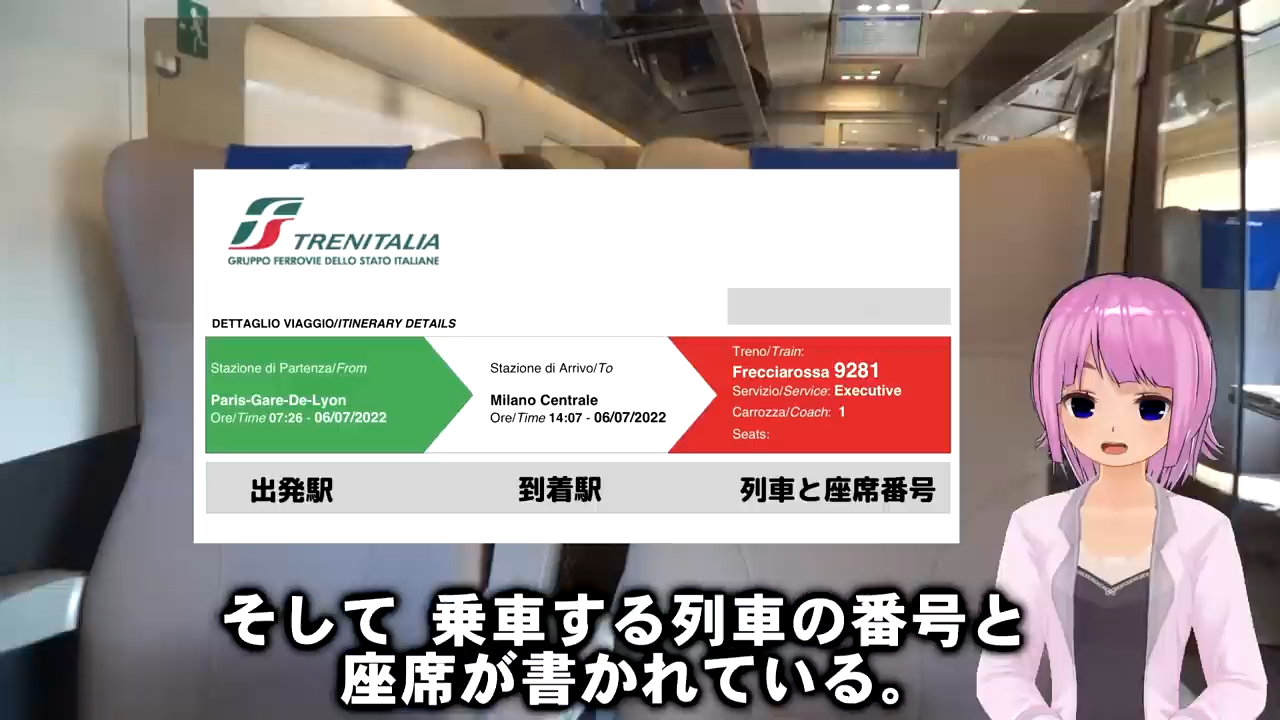 TRENITALIA
GRUPPO FERROVIE DELLO STATO ITALIANE
DETTAGLIO VIAGGIO/ITINERARY DETAILS
Stazione di Partenza/From
Paris-Gare-De-Lyon
Ore/Time 07:26 - 06/07/2022
Stazione di Arrivo/To
Milano Centrale
Ore/Time 14:07 - 06/07/2022
Treno/Train:
Frecciarossa 9281
Servizio/Service: Executive
Carrozza/Coach: 1
Seats:
出発駅
到着駅
列車と座席番号
そして 乗車する列車の番号と
座席が書かれている。